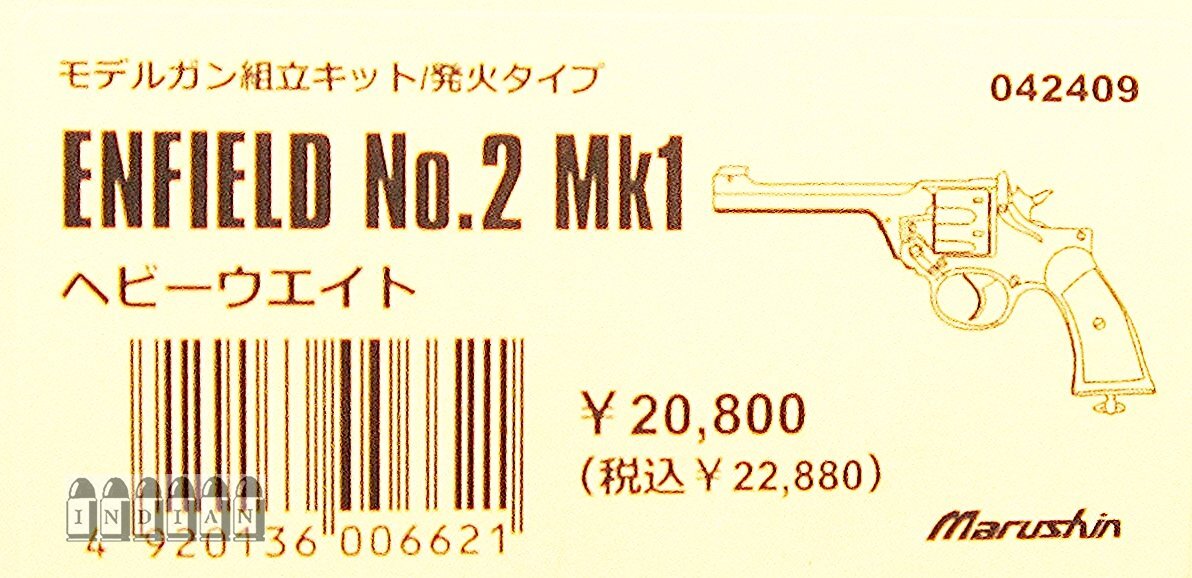 モデルガン組立キット/発火タイプ
042409
ENFIELD No.2 Mk1
ヘビーウエイト
¥20,800
(税込¥22,880)
INDIAN
4 920136 006621
Marushin